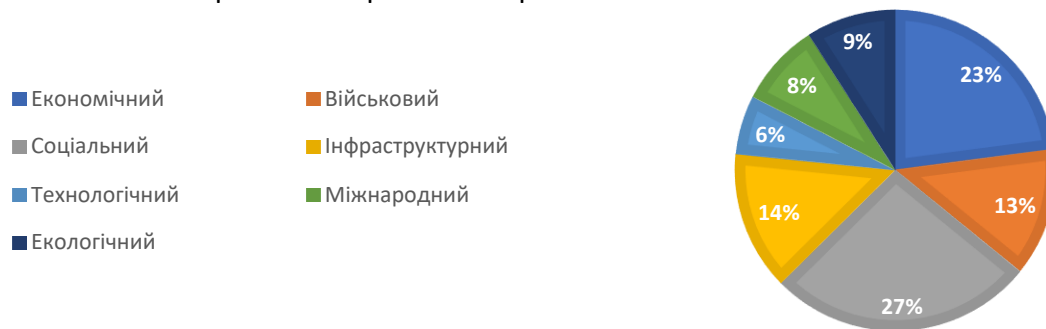 Економічний
Військовий
Соціальний
Інфраструктурний
Технологічний
Міжнародний
Екологічний
9%
23%
8%
6%
14%
13%
27%